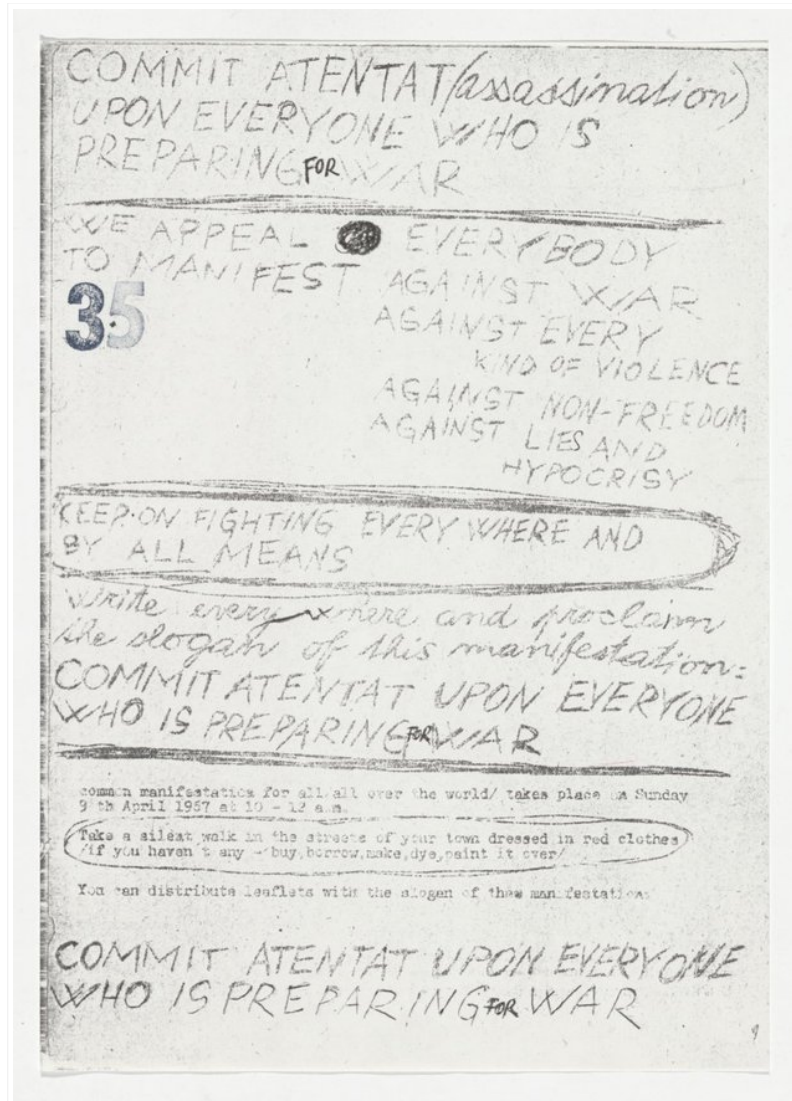 COMMIT ATENTAT (assassination)
UPON EVERYONE WHO IS
PREPARING FOR WAR
WE APPEAL EVERYBODY
TO MANIFEST AGAINST WAR
35
AGAINST EVERY
KIND OF VIOLENCE
AGAINST NON-FREEDOM
AGAINST LIES AND
HYPOCRISY
KEEP ON FIGHTING EVERY WHERE AND
BY ALL MEANS
Write every where and proclaim
the slogan of this manifestation:
COMMIT ATENTAT UPON EVERYONE
WHO IS PREPARING FOR WAR
common manifestation for all all over the world/ takes place on Sunday
9 th April 1967 at 10 - 12 a.m.
Take a silent walk in the streets of your town dressed in red clothes
/if you haven't any - buy,borrow,make,dye,paint it over/
You can distribute leaflets with the slogan of manifestation
COMMIT ATENTAT UPON EVERYONE
WHO IS PREPARING FOR WAR